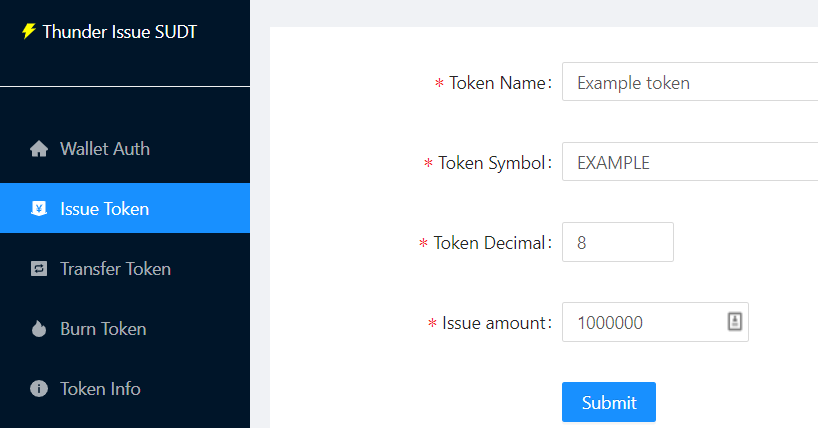 Thunder Issue SUDT
Wallet Auth
Issue Token
Transfer Token
Burn Token
Token Info
* Token Name: Example token
* Token Symbol: EXAMPLE
* Token Decimal: 8
* Issue amount: 1000000
Submit